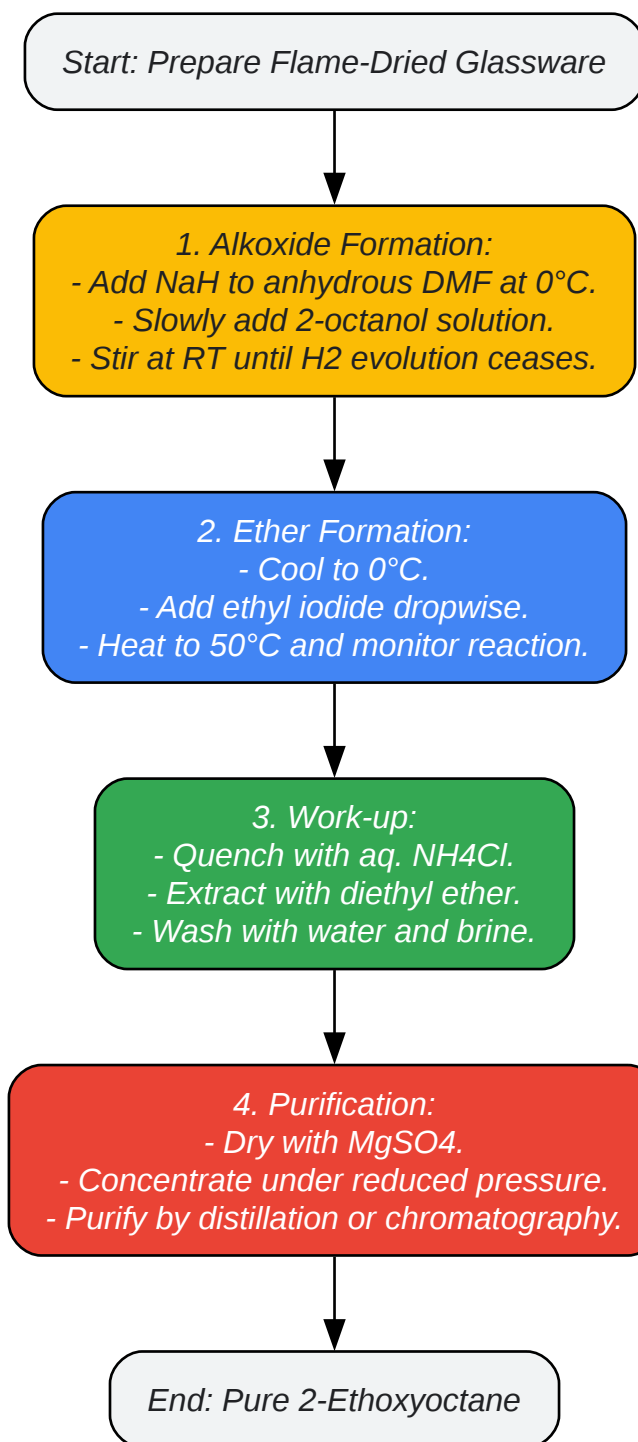 Start: Prepare Flame-Dried Glassware
1. Alkoxide Formation:
- Add NaH to anhydrous DMF at 0°C.
- Slowly add 2-octanol solution.
- Stir at RT until H2 evolution ceases.
2. Ether Formation:
- Cool to 0°C.
- Add ethyl iodide dropwise.
- Heat to 50°C and monitor reaction.
3. Work-up:
- Quench with aq. NH4Cl.
- Extract with diethyl ether.
- Wash with water and brine.
4. Purification:
- Dry with MgSO4.
- Concentrate under reduced pressure.
- Purify by distillation or chromatography.
End: Pure 2-Ethoxyoctane